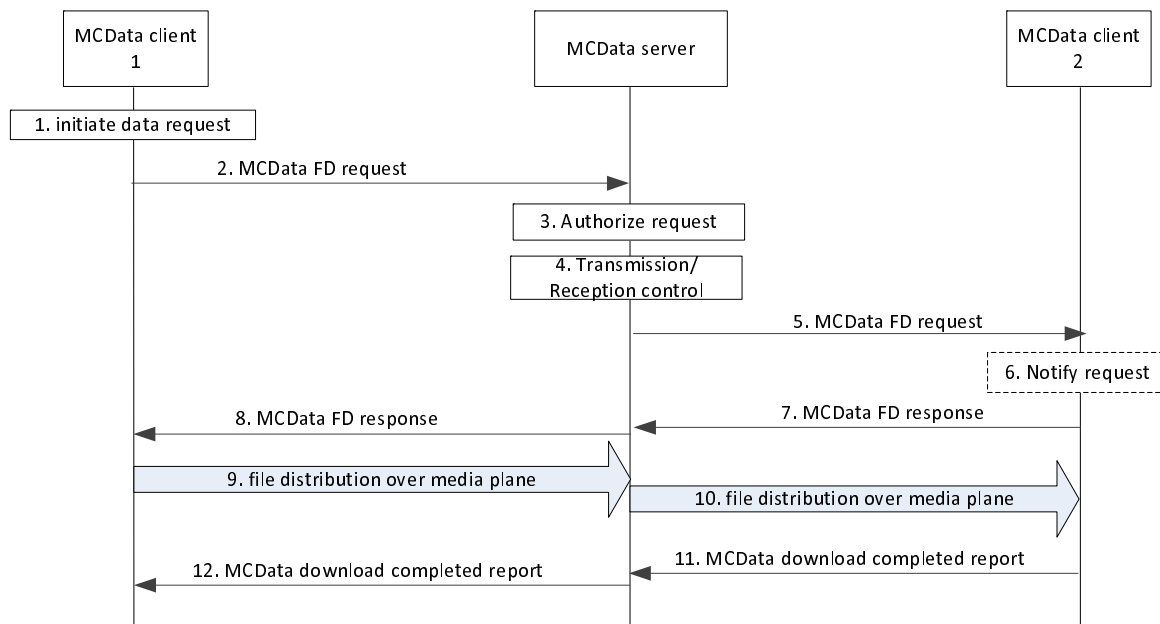 MCData client
1
MCData server
MCData client
2
1. initiate data request
2. MCData FD request
3. Authorize request
4. Transmission/
Reception control
5. MCData FD request
6. Notify request
7. MCData FD response
8. MCData FD response
9. file distribution over media plane
10. file distribution over media plane
11. MCData download completed report
12. MCData download completed report